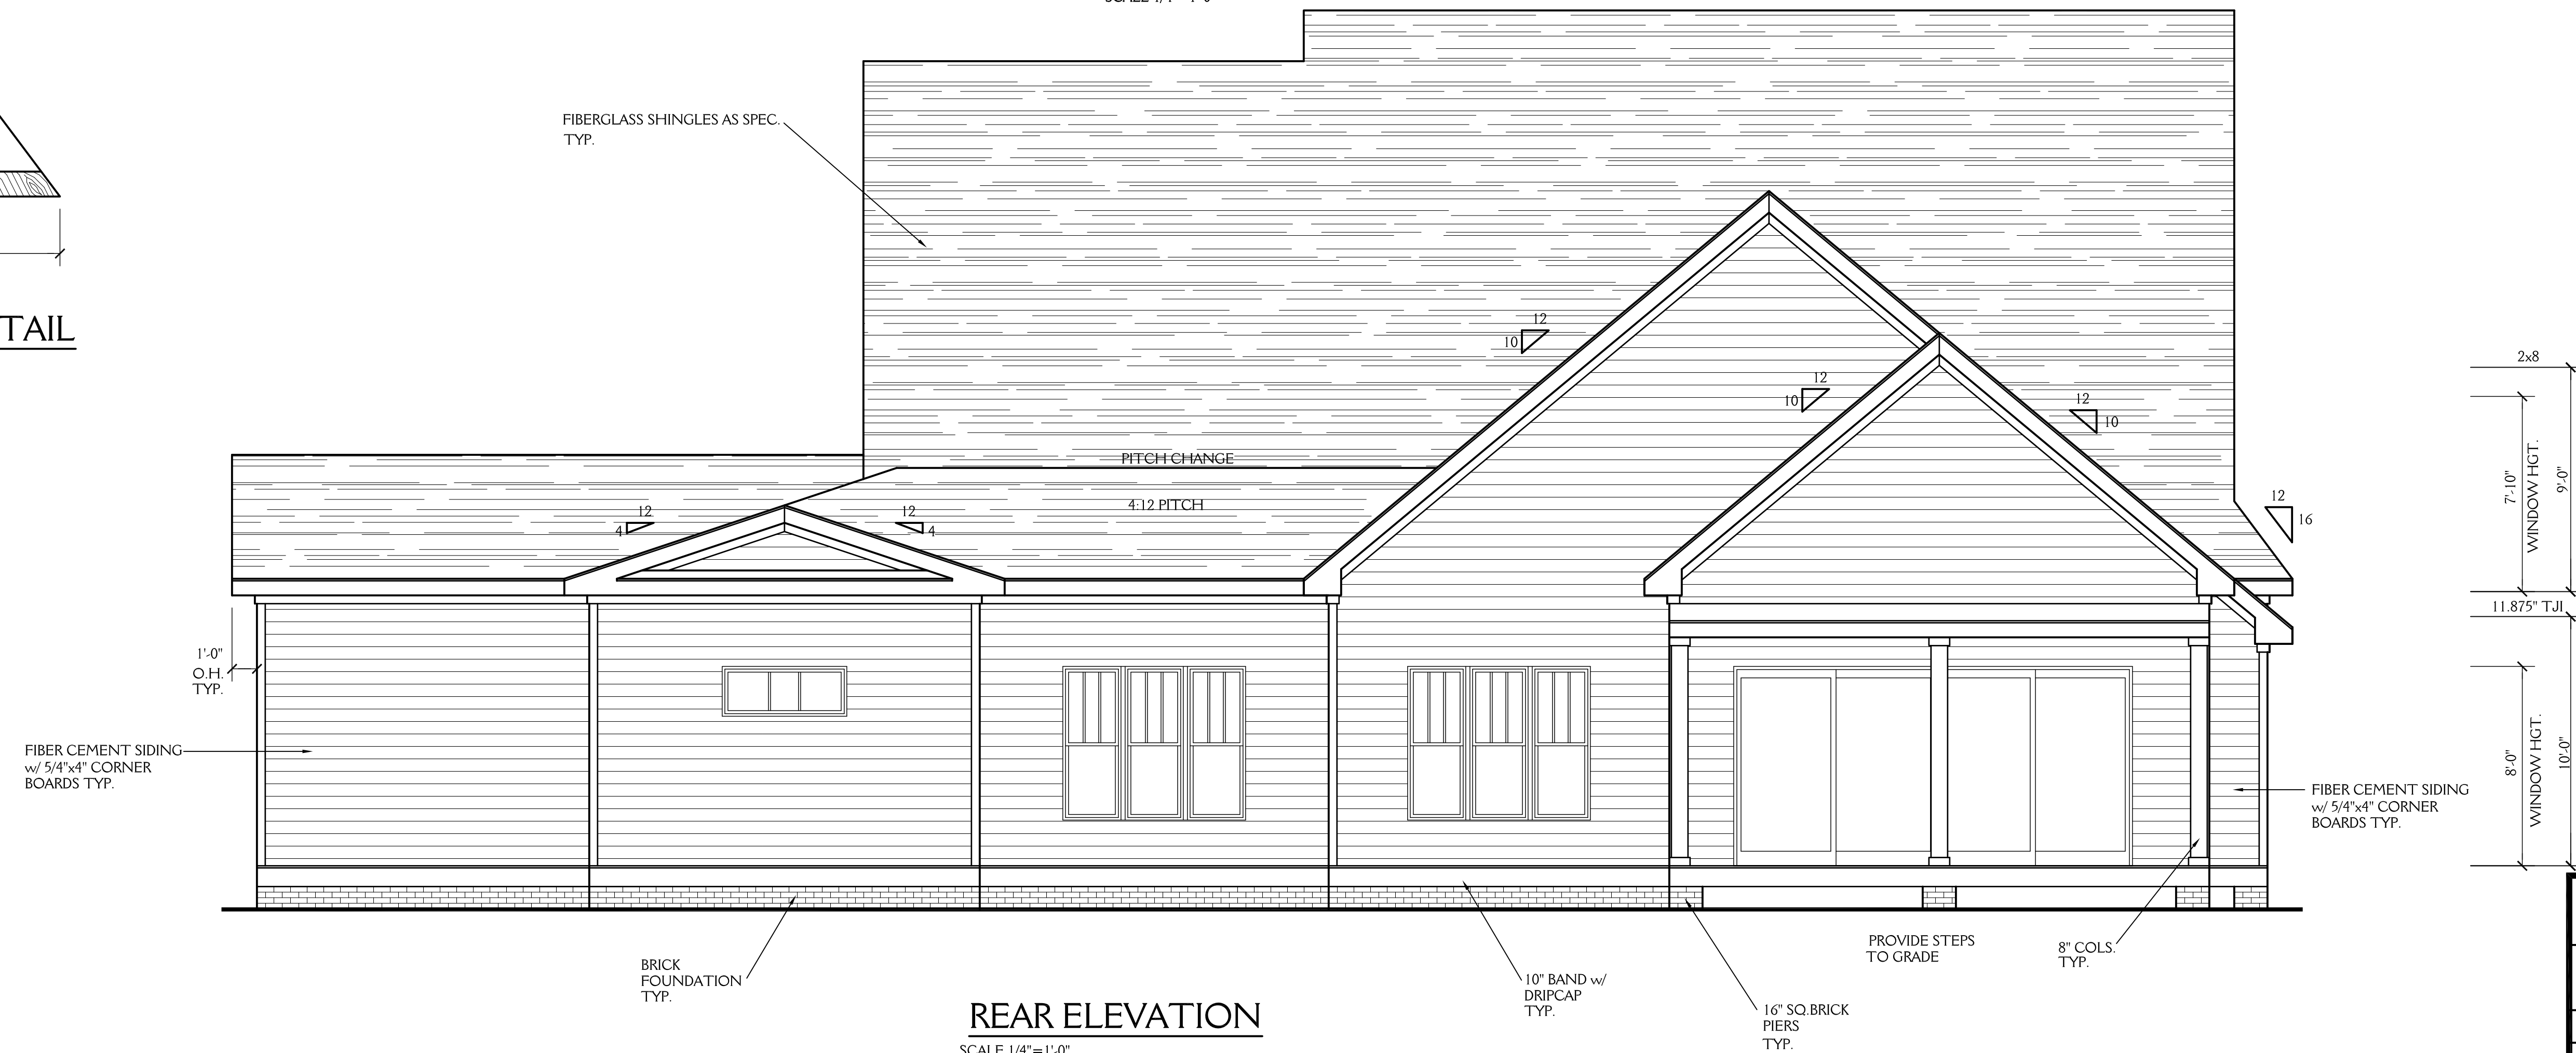 FIBERGLASS SHINGLES AS SPEC.
TYP.
TAIL
12
10
12
10
12
10
2x8
7'-10"
WINDOW HGT.
9'-0"
PITCH CHANGE
4:12 PITCH
12
4
12
4
12
16
11.875" TJI
1'-0"
O.H.
TYP.
FIBER CEMENT SIDING
w/ 5/4"x4" CORNER
BOARDS TYP.
8'-0"
WINDOW HGT.
10'-0"
FIBER CEMENT SIDING
w/ 5/4"x4" CORNER
BOARDS TYP.
BRICK
FOUNDATION
TYP.
10" BAND w/
DRIPCAP
TYP.
16" SQ.BRICK
PIERS
TYP.
PROVIDE STEPS
TO GRADE
8" COLS.
TYP.
REAR ELEVATION
SCALE 1/4"=1'-0"